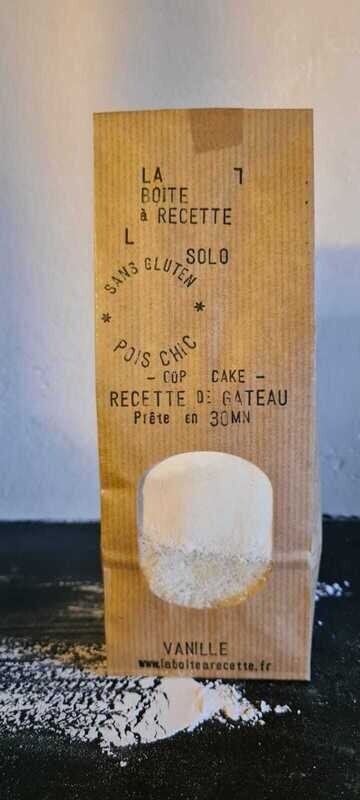 LA
BOITE
à RECETTE
SOLO
* SANS GLUTEN *
POIS CHIC
- CUP CAKE -
RECETTE DE GATEAU
Prête en 30MN
VANILLE
www.laboitearecette.fr